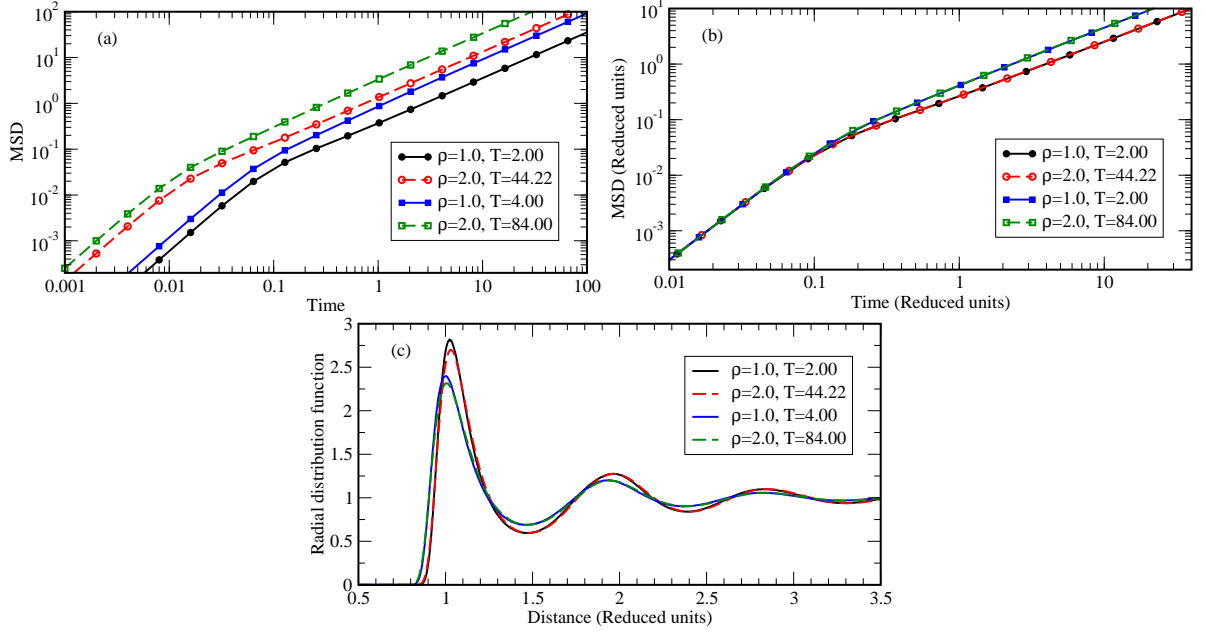 (a)
MSD
10^2
10^1
10^0
10^-1
10^-2
10^-3
ρ=1.0, T=2.00
ρ=2.0, T=44.22
ρ=1.0, T=4.00
ρ=2.0, T=84.00
0.001 0.01 0.1 1 10 100
Time
(b)
MSD (Reduced units)
10^1
10^0
10^-1
10^-2
10^-3
ρ=1.0, T=2.00
ρ=2.0, T=44.22
ρ=1.0, T=2.00
ρ=2.0, T=84.00
0.01 0.1 1 10
Time (Reduced units)
(c)
Radial distribution function
3
2.5
2
1.5
1
0.5
0
ρ=1.0, T=2.00
ρ=2.0, T=44.22
ρ=1.0, T=4.00
ρ=2.0, T=84.00
0.5 1 1.5 2 2.5 3 3.5
Distance (Reduced units)